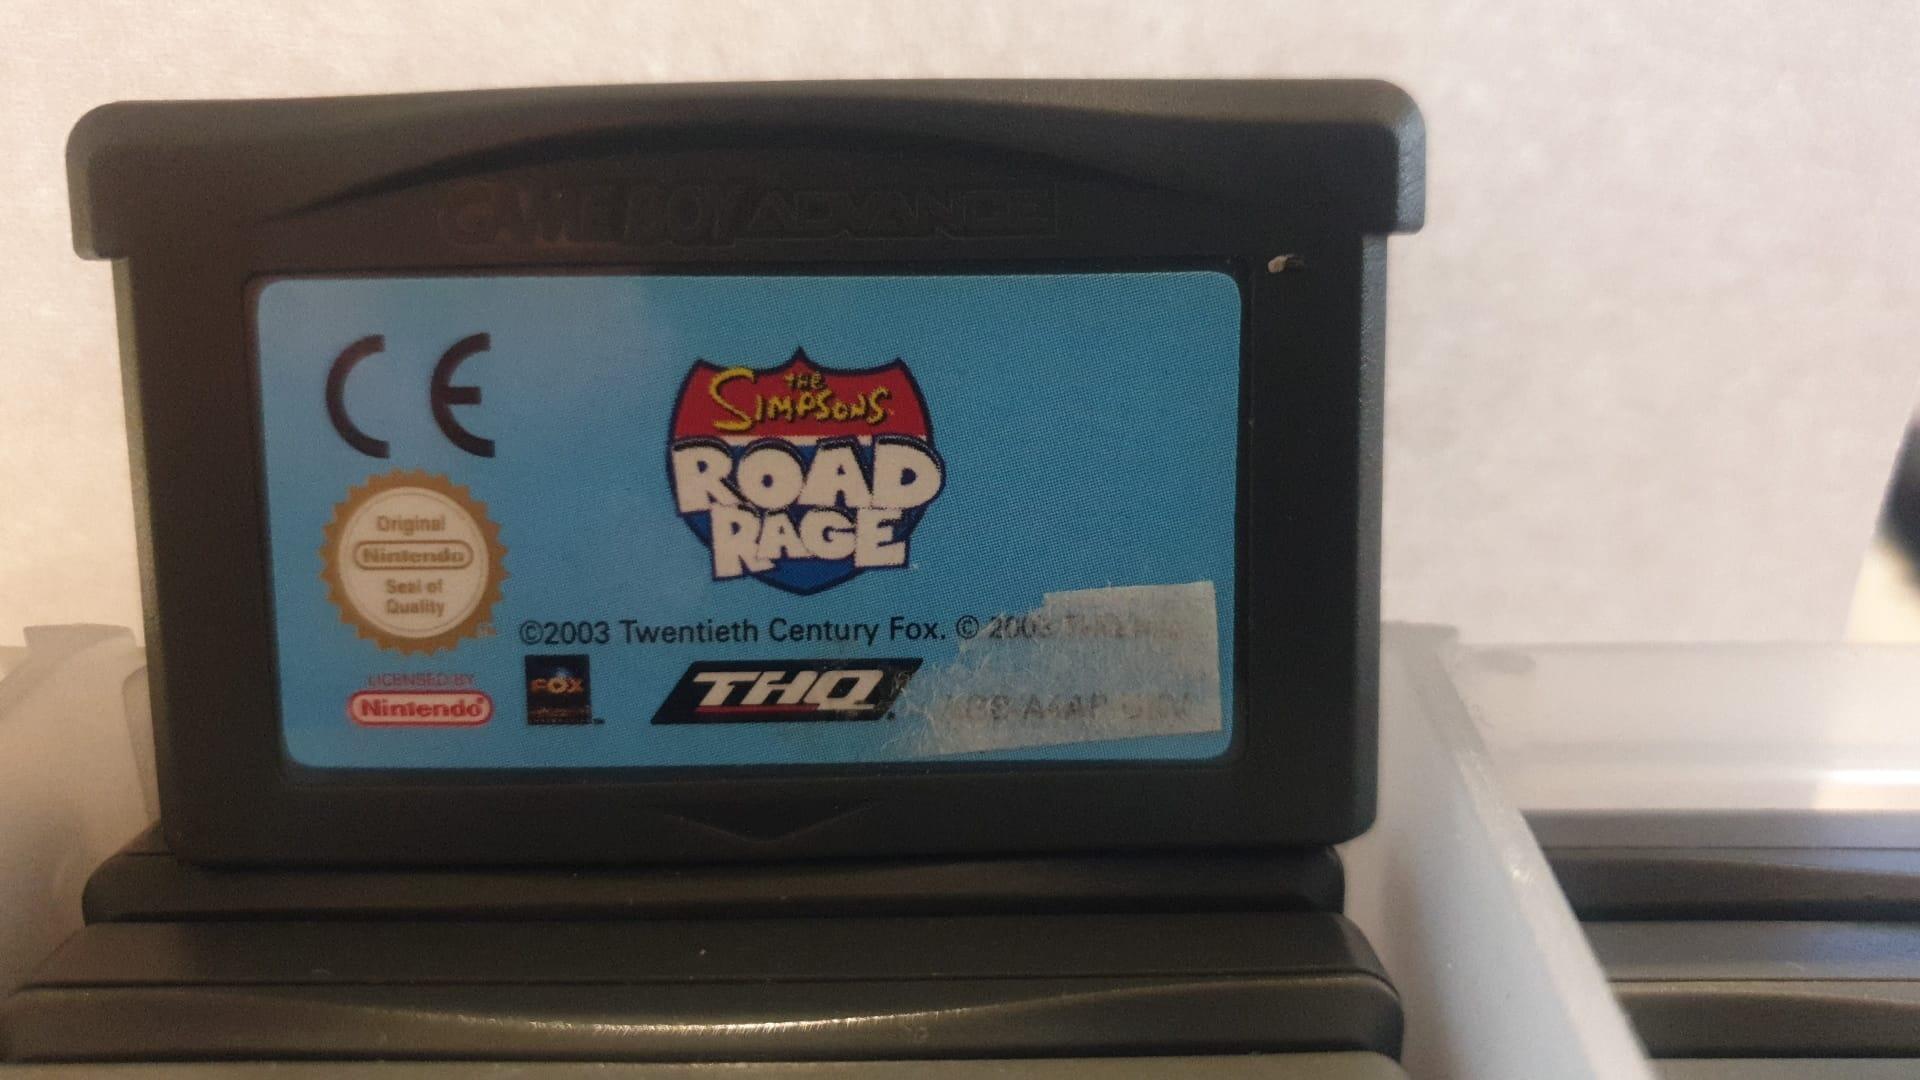 GAME BOY ADVANCE
CE
THE
SIMPSONS
ROAD
RAGE
Original
Nintendo
Seal of
Quality
©2003 Twentieth Century Fox. © 2003 THQ
LICENSED BY
Nintendo
FOX
THQ